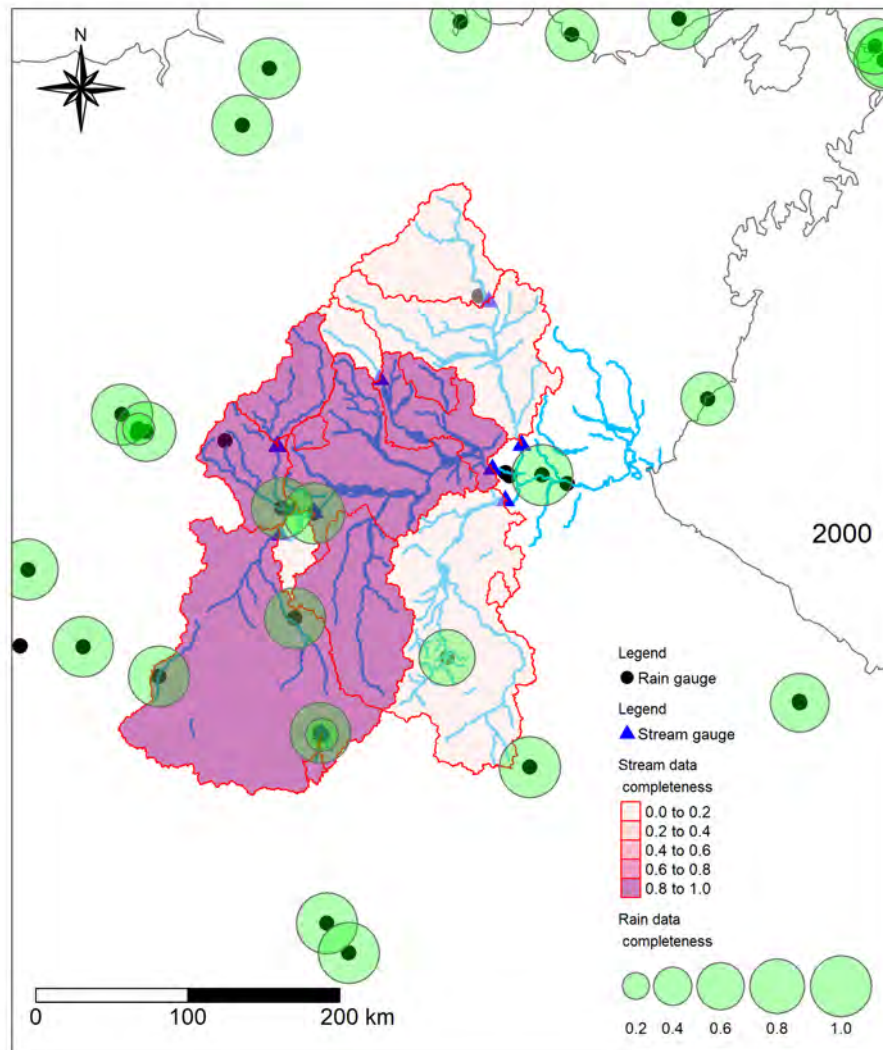 N
2000
Legend
Rain gauge
Legend
Stream gauge
Stream data
completeness
0.0 to 0.2
0.2 to 0.4
0.4 to 0.6
0.6 to 0.8
0.8 to 1.0
Rain data
completeness
0.2 0.4 0.6 0.8 1.0
0 100 200 km